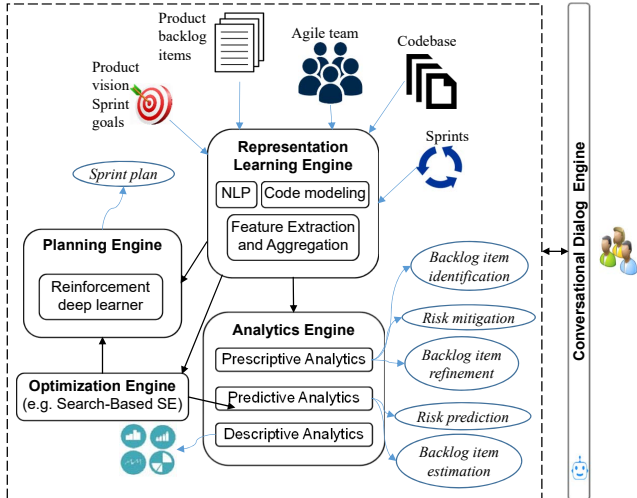 Product
backlog
items
Agile team
Codebase
Product
vision
Sprint
goals
Sprints
Representation
Learning Engine
NLP
Code modeling
Feature Extraction
and Aggregation
Sprint plan
Planning Engine
Reinforcement
deep learner
Optimization Engine
(e.g. Search-Based SE)
Analytics Engine
Prescriptive Analytics
Predictive Analytics
Descriptive Analytics
Backlog item
identification
Risk mitigation
Backlog item
refinement
Risk prediction
Backlog item
estimation
Conversational Dialog Engine